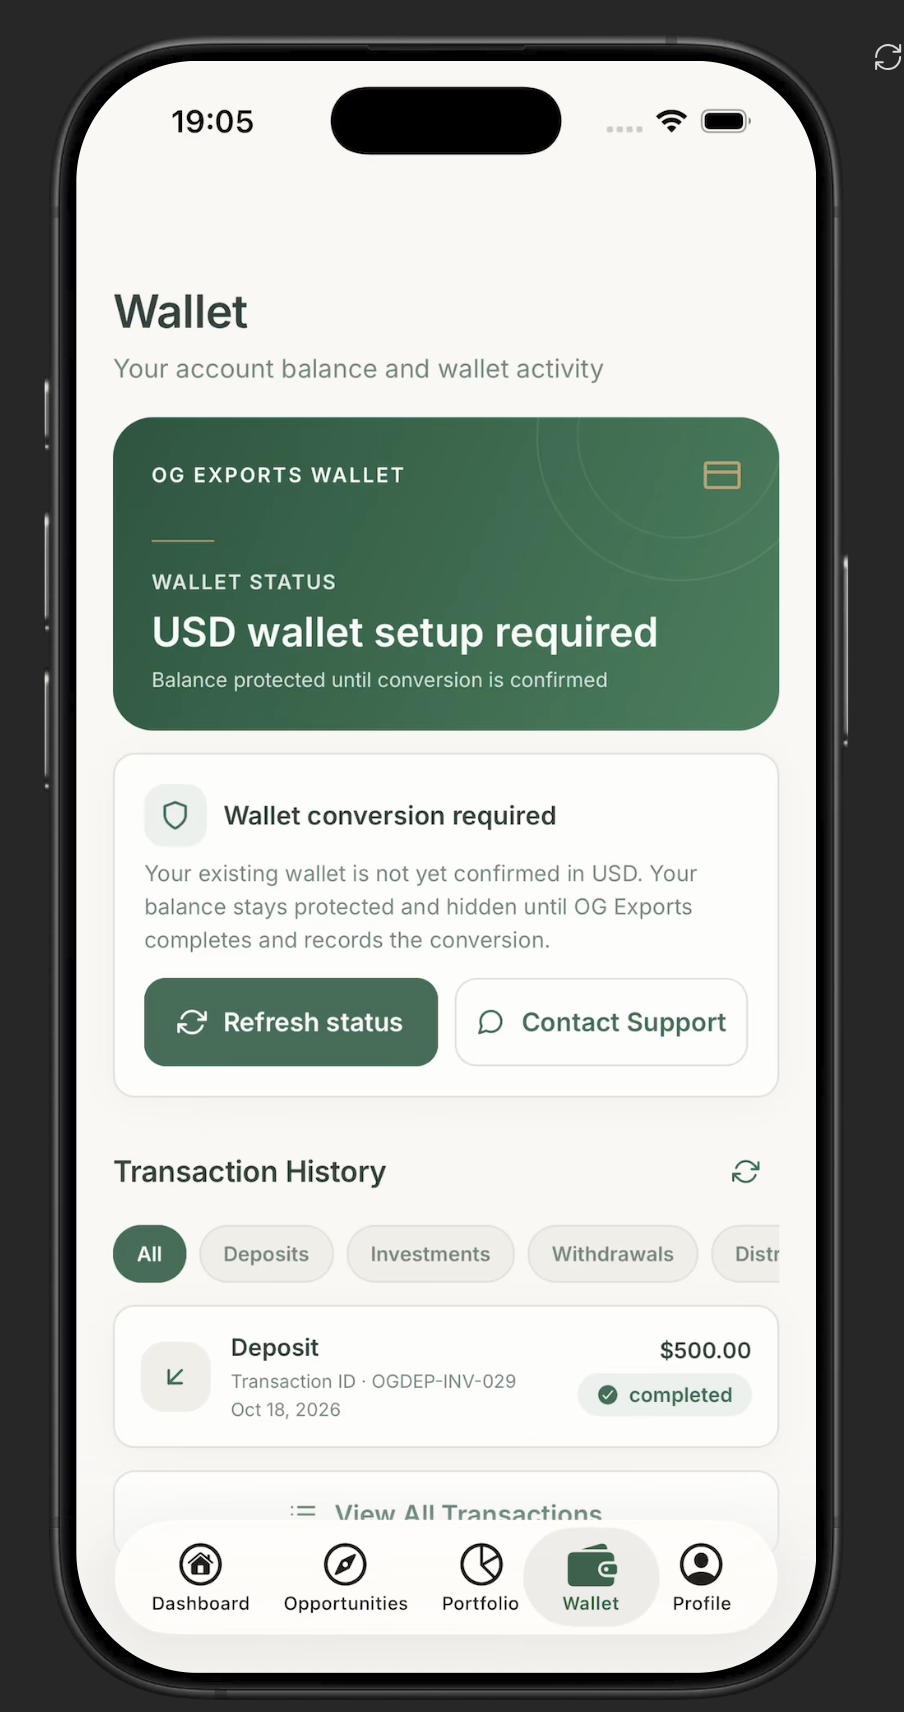 19:05
Wallet
Your account balance and wallet activity
OG EXPORTS WALLET
WALLET STATUS
USD wallet setup required
Balance protected until conversion is confirmed
Wallet conversion required
Your existing wallet is not yet confirmed in USD. Your
balance stays protected and hidden until OG Exports
completes and records the conversion.
Refresh status
Contact Support
Transaction History
All
Deposits
Investments
Withdrawals
Distr
Deposit
$500.00
Transaction ID · OGDEP-INV-029
completed
Oct 18, 2026
View All Transactions
Dashboard
Opportunities
Portfolio
Wallet
Profile